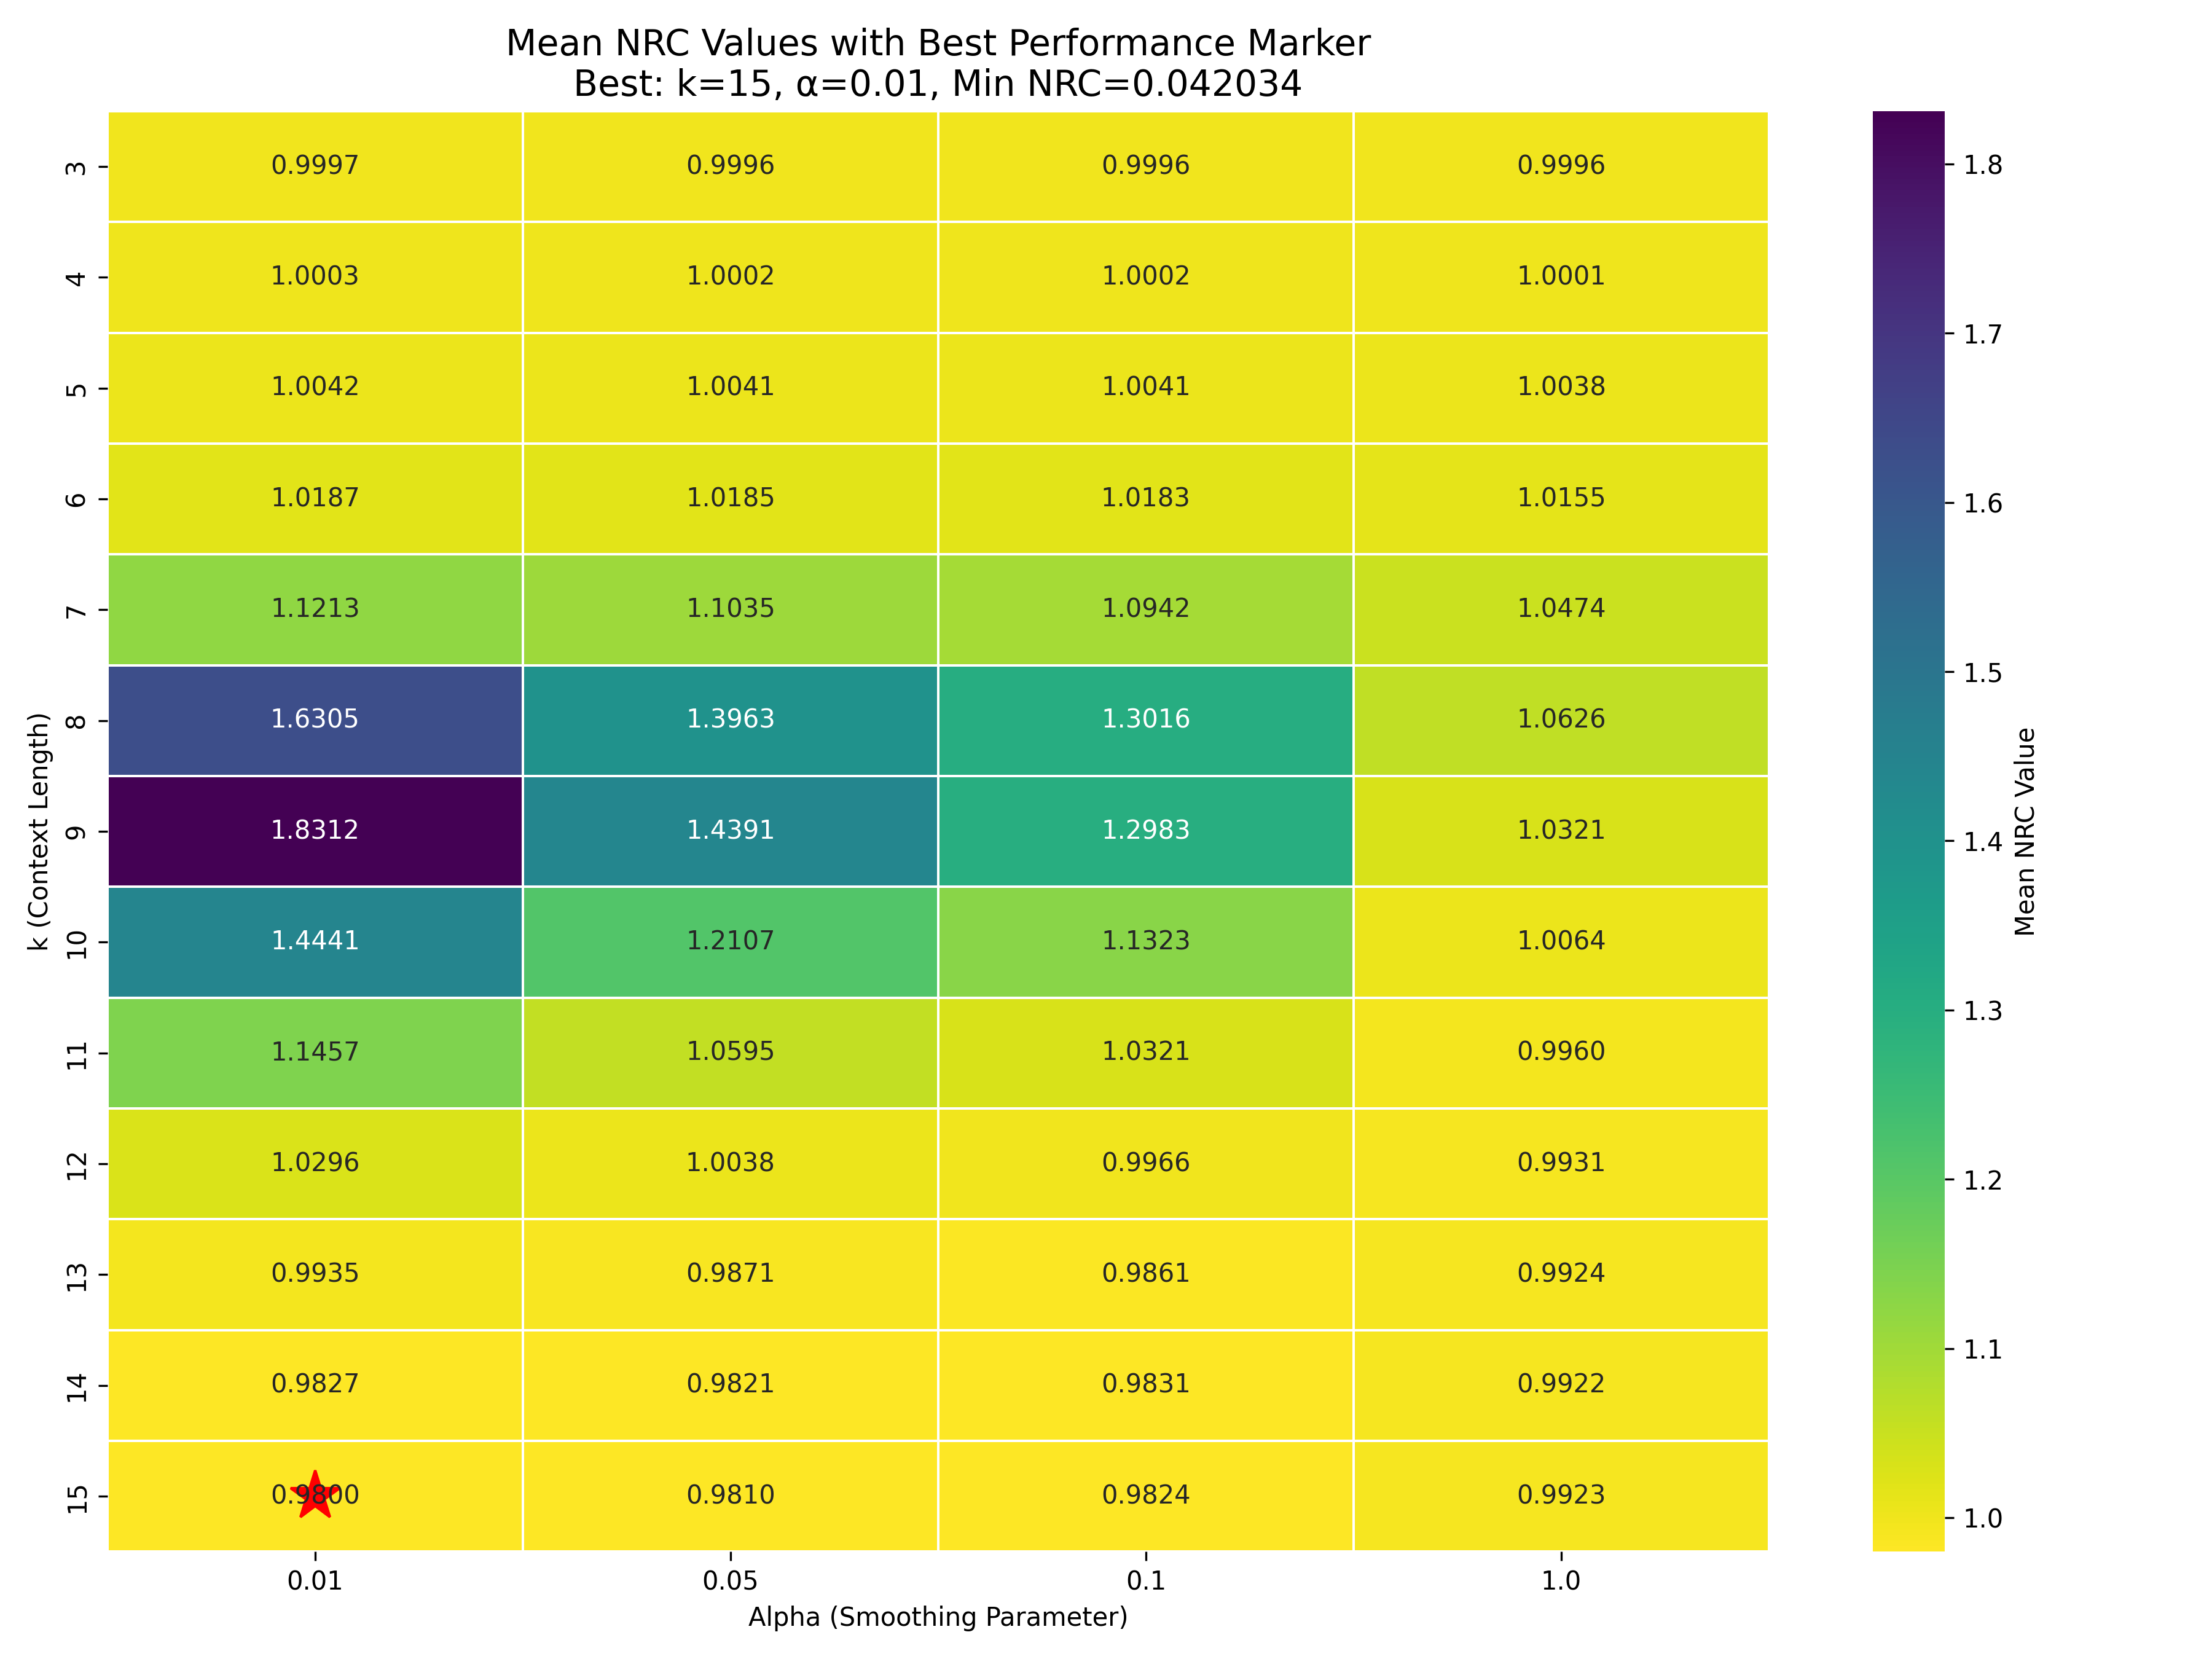 Mean NRC Values with Best Performance Marker
Best: k=15, α=0.01, Min NRC=0.042034
k (Context Length)
3 0.9997 0.9996 0.9996 0.9996
4 1.0003 1.0002 1.0002 1.0001
5 1.0042 1.0041 1.0041 1.0038
6 1.0187 1.0185 1.0183 1.0155
7 1.1213 1.1035 1.0942 1.0474
8 1.6305 1.3963 1.3016 1.0626
9 1.8312 1.4391 1.2983 1.0321
10 1.4441 1.2107 1.1323 1.0064
11 1.1457 1.0595 1.0321 0.9960
12 1.0296 1.0038 0.9966 0.9931
13 0.9935 0.9871 0.9861 0.9924
14 0.9827 0.9821 0.9831 0.9922
15 0.9800 0.9810 0.9824 0.9923
0.01 0.05 0.1 1.0
Alpha (Smoothing Parameter)
1.8
1.7
1.6
1.5
1.4
1.3
1.2
1.1
1.0
Mean NRC Value